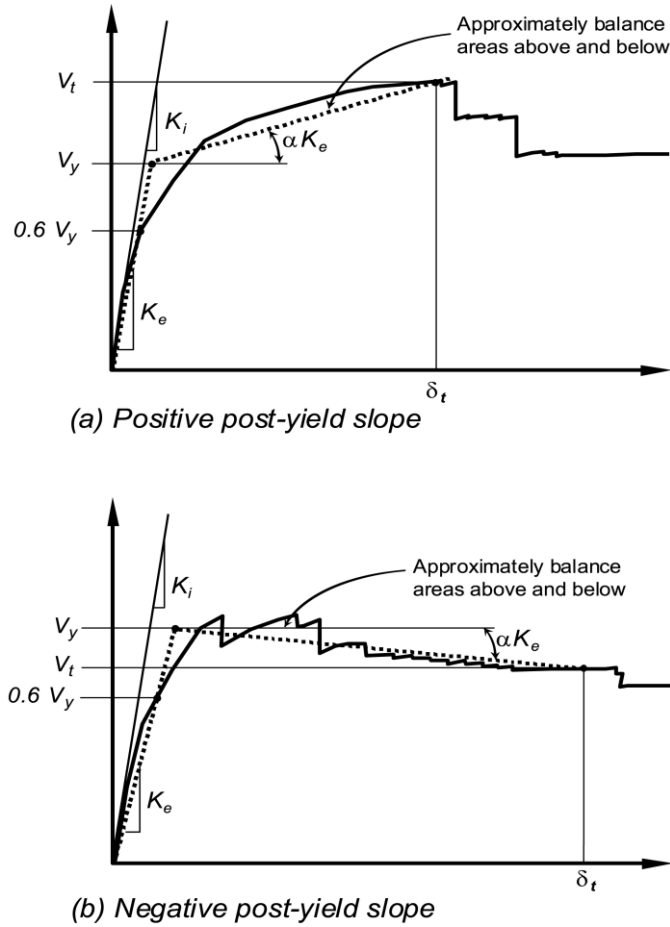 Approximately balance
areas above and below
V_t
K_i
αK_e
V_y
0.6 V_y
K_e
δ_t
(a) Positive post-yield slope
K_i
Approximately balance
areas above and below
V_y
αK_e
V_t
0.6 V_y
K_e
δ_t
(b) Negative post-yield slope